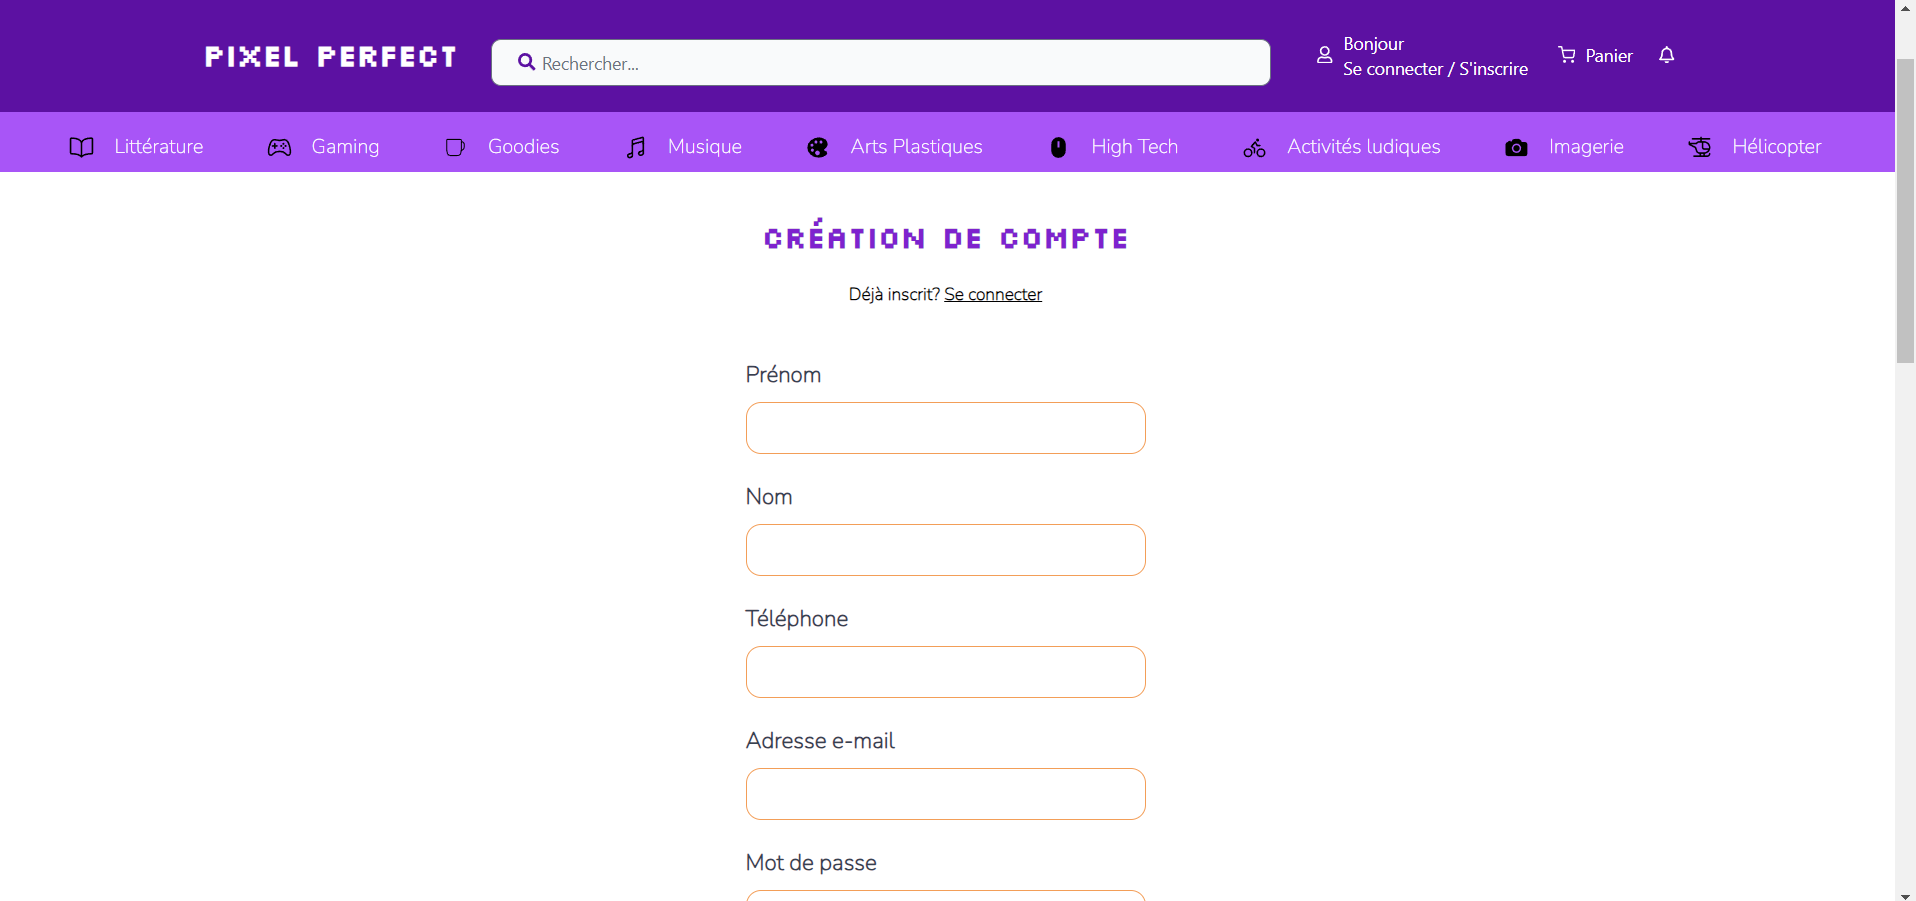 PIXEL PERFECT
Rechercher...
Bonjour
Se connecter / S'inscrire
Panier
Littérature
Gaming
Goodies
Musique
Arts Plastiques
High Tech
Activités ludiques
Imagerie
Hélicopter
CRÉATION DE COMPTE
Déjà inscrit? Se connecter
Prénom
Nom
Téléphone
Adresse e-mail
Mot de passe